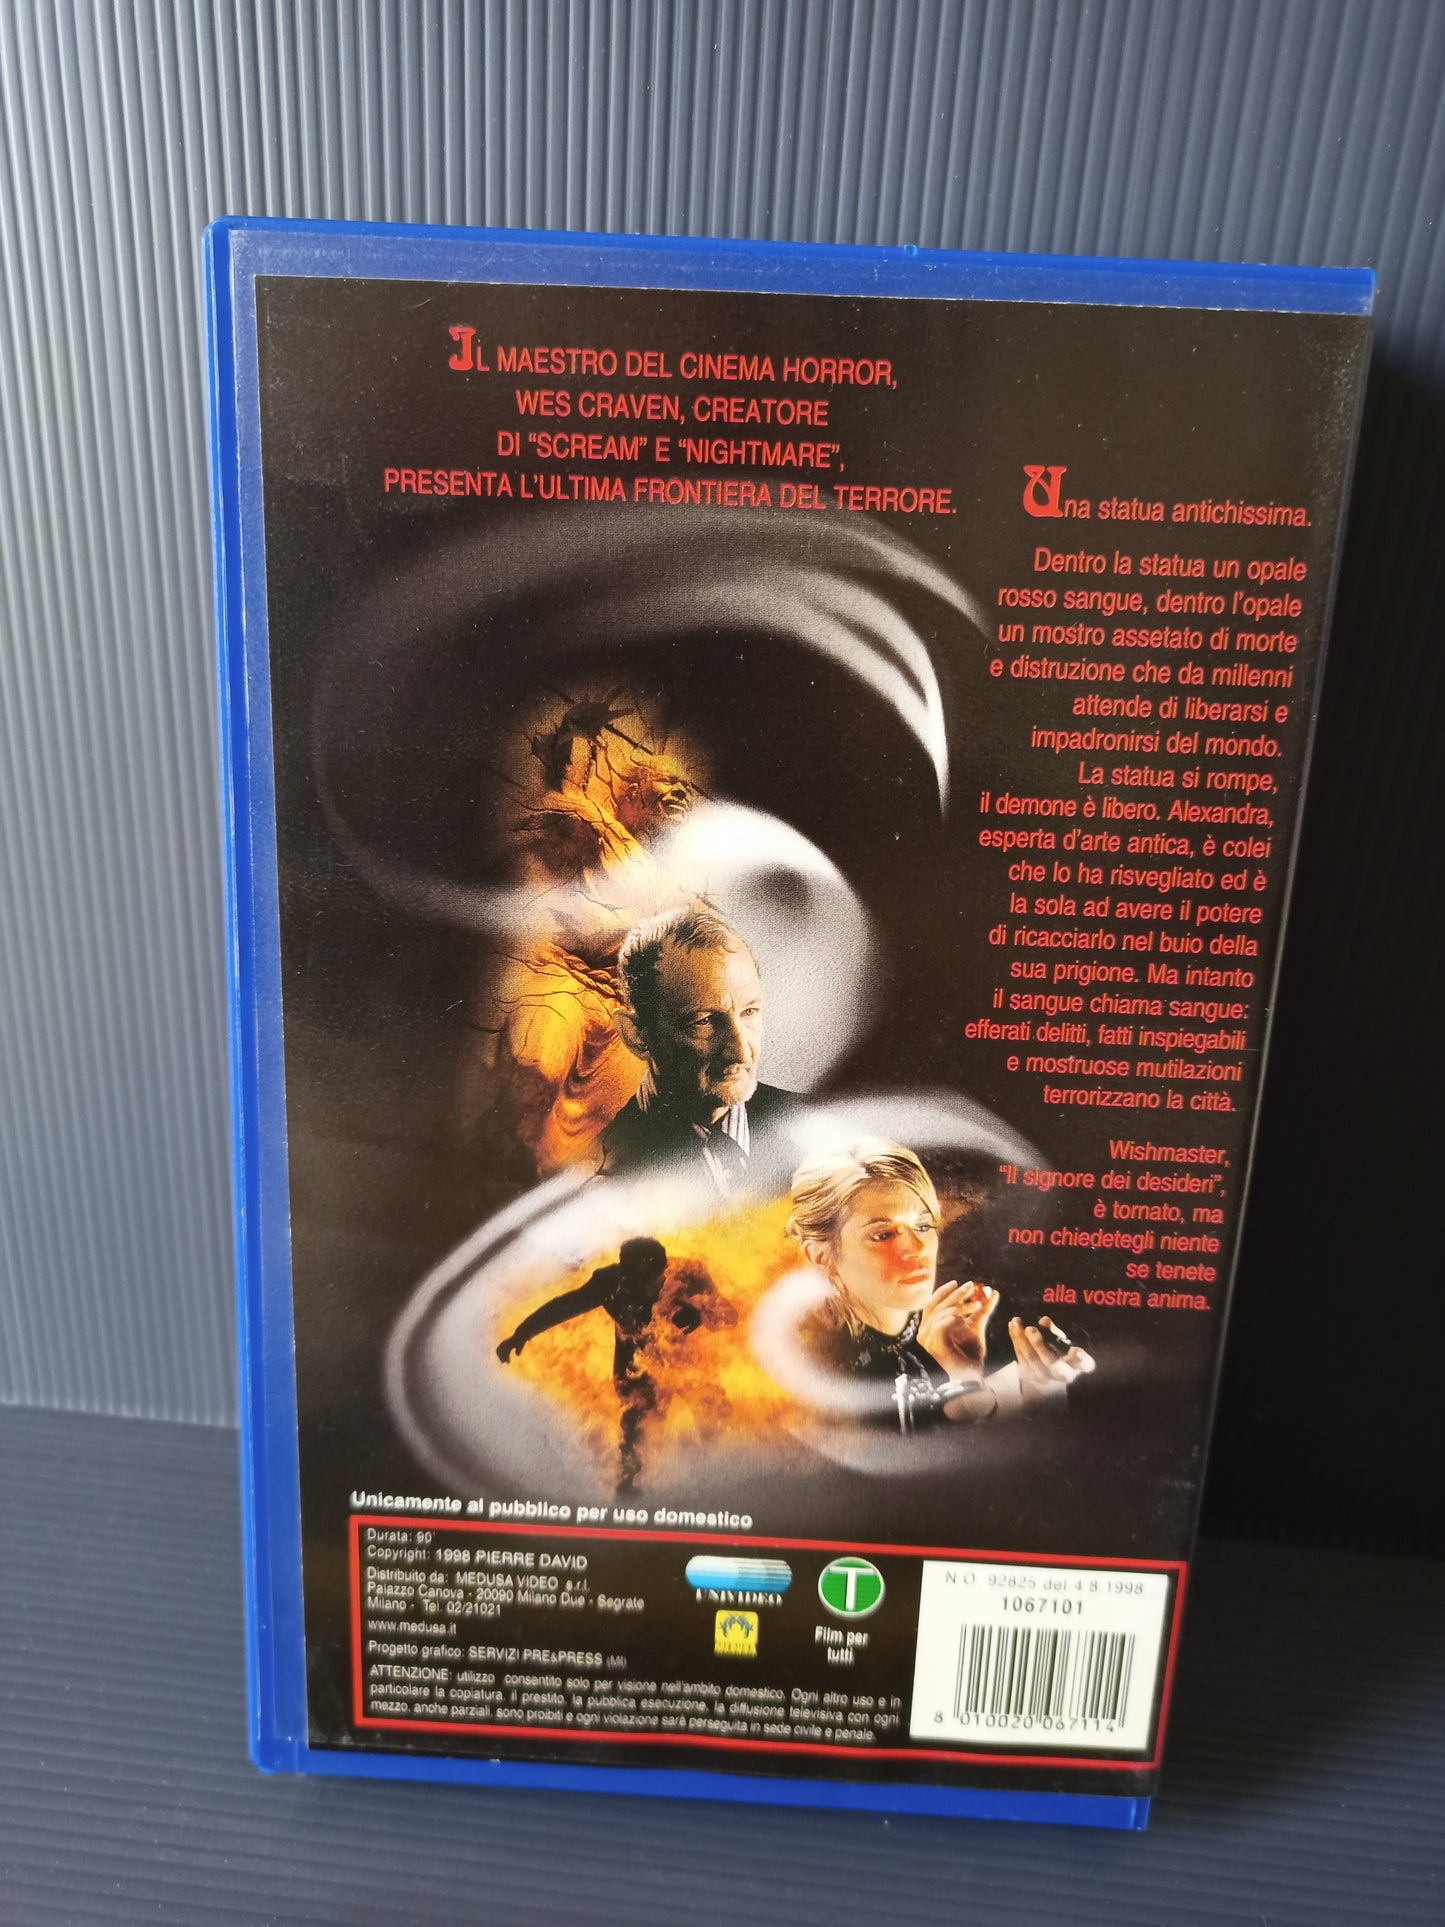 IL MAESTRO DEL CINEMA HORROR,
WES CRAVEN, CREATORE
DI “SCREAM” E “NIGHTMARE”,
PRESENTA L'ULTIMA FRONTIERA DEL TERRORE.
Una statua antichissima.
Dentro la statua un opale
rosso sangue, dentro l'opale
un mostro assetato di morte
e distruzione che da millenni
attende di liberarsi e
impadronirsi del mondo.
La statua si rompe,
il demone è libero. Alexandra,
esperta d'arte antica, è colei
che lo ha risvegliato ed è
la sola ad avere il potere
di ricacciarlo nel buio della
sua prigione. Ma intanto
il sangue chiama sangue:
efferati delitti, fatti inspiegabili
e mostruose mutilazioni
terrorizzano la città.
Wishmaster,
“Il signore dei desideri”,
è tornato, ma
non chiedetegli niente
se tenete
alla vostra anima.
Unicamente al pubblico per uso domestico
Durata: 90'
Copyright: 1998 PIERRE DAVID
Distribuito da: MEDUSA VIDEO s.r.l.
Palazzo Canova - 20090 Milano Due - Segrate
Milano - Tel. 02/21021
www.medusa.it
Progetto grafico: SERVIZI PRE&PRESS (MI)
ATTENZIONE: utilizzo consentito solo per visione nell'ambito domestico. Ogni altro uso e in
particolare la copiatura, il prestito, la pubblica esecuzione, la diffusione televisiva con ogni
mezzo, anche parziali, sono proibiti e ogni violazione sarà perseguita in sede civile e penale.
UNIVIDEO
MEDUSA
T
Film per
tutti
N.O. 92825 del 4.8.1998
1067101
8 010020 067114